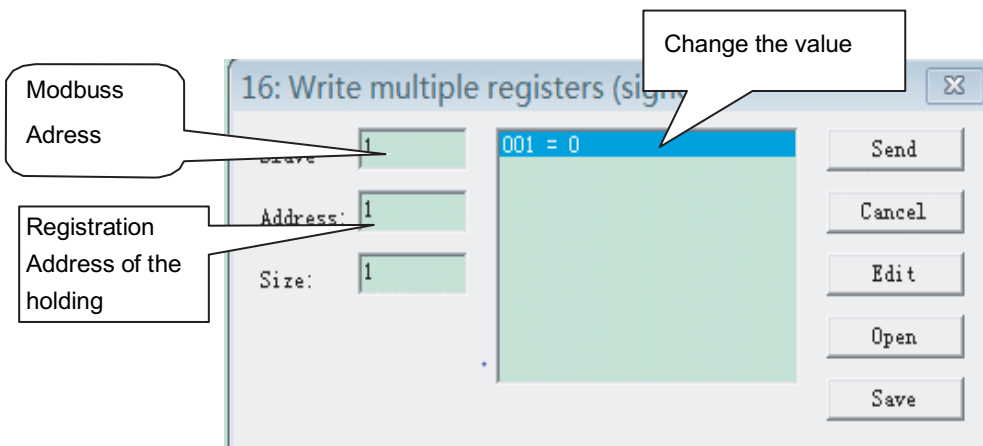 Change the value
Modbuss
Adress
16: Write multiple registers
001 = 0
1
Send
Address: 1
Cancel
Registration
Address of the
holding
Size: 1
Edit
Open
Save